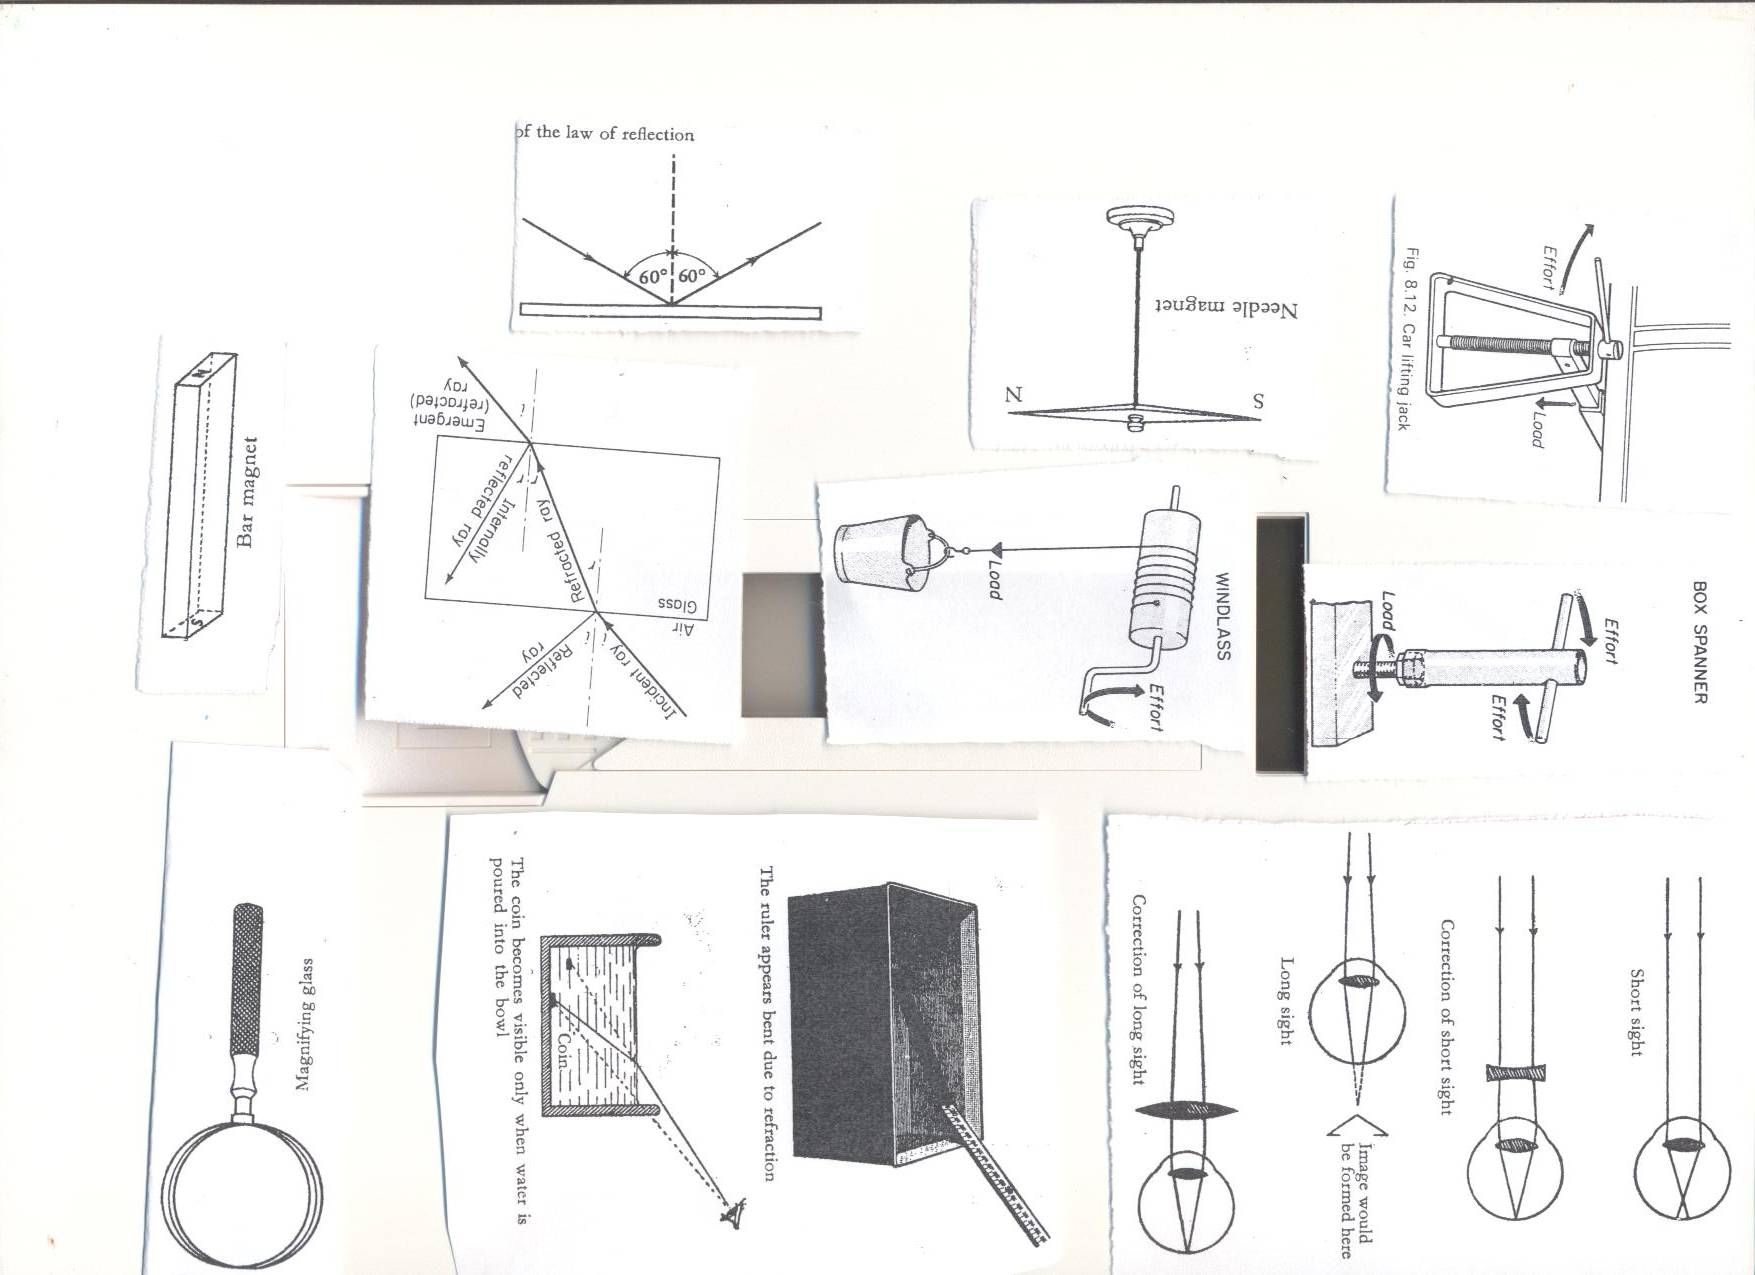 of the law of reflection
60° 60°
Needle magnet
N
S
Fig. 8.12. Car lifting jack
Effort
Load
Bar magnet
N
S
Emergent
(refracted)
ray
i
Internally
reflected ray
r
Refracted ray
r
Glass
Air
i
i
Reflected
ray
Incident ray
WINDLASS
Load
Effort
BOX SPANNER
Effort
Effort
Load
Magnifying glass
The coin becomes visible only when water is
poured into the bowl
Coin
The ruler appears bent due to refraction
Short sight
Correction of short sight
Long sight
Image would
be formed here
Correction of long sight